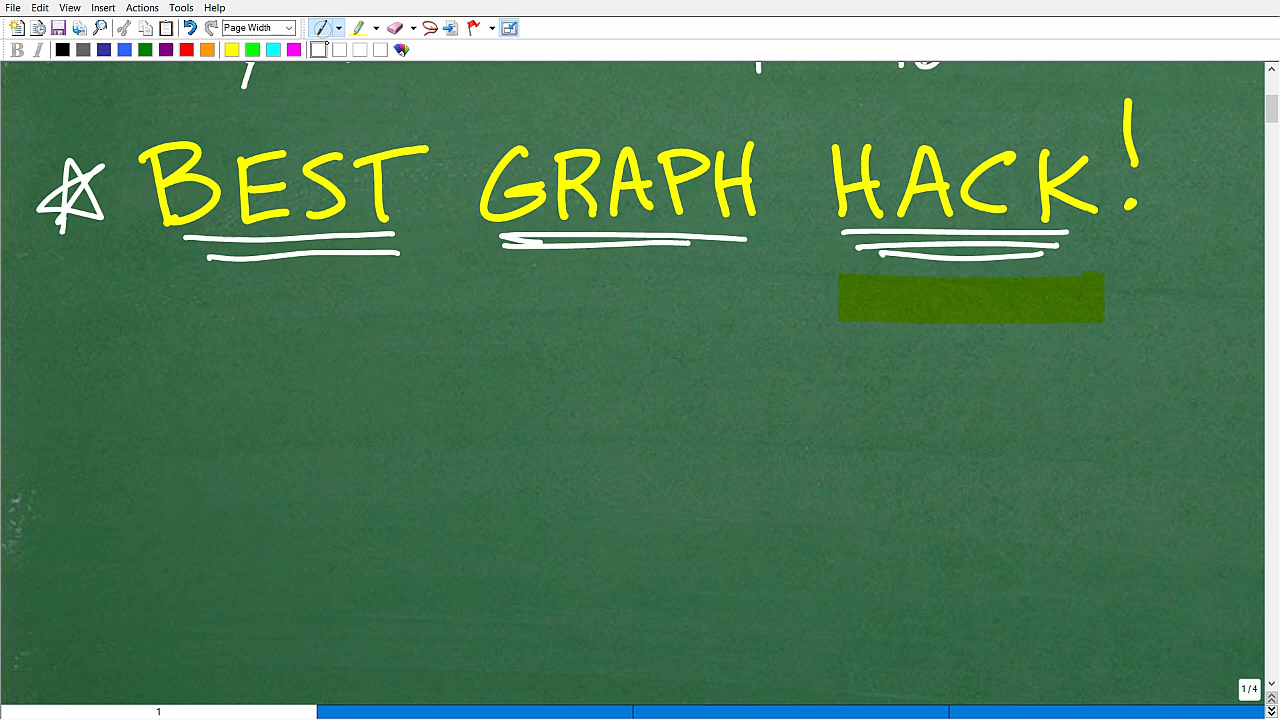 File Edit View Insert Actions Tools Help
Page Width
B I
BEST GRAPH HACK!
1 / 4
1